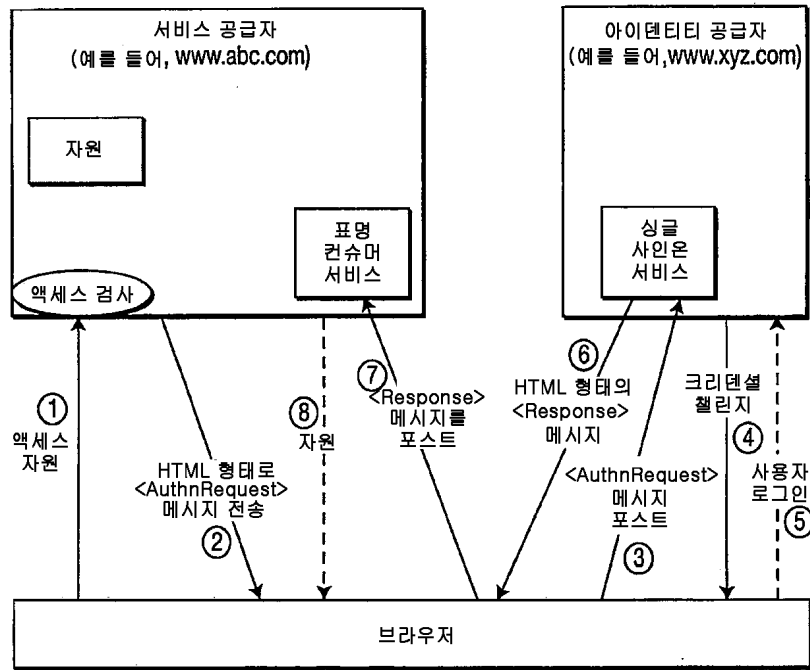 서비스 공급자
(예를 들어, www.abc.com)
아이덴티티 공급자
(예를 들어,www.xyz.com)
자원
표명
컨슈머
서비스
싱글
사인온
서비스
액세스 검사
①
액세스
자원
HTML 형태로
<AuthnRequest>
메시지 전송
②
⑧
자원
⑦
<Response>
메시지를
포스트
⑥
HTML 형태의
<Response>
메시지
<AuthnRequest>
메시지
포스트
③
크리덴셜
챌린지
④
사용자
로그인
⑤
브라우저